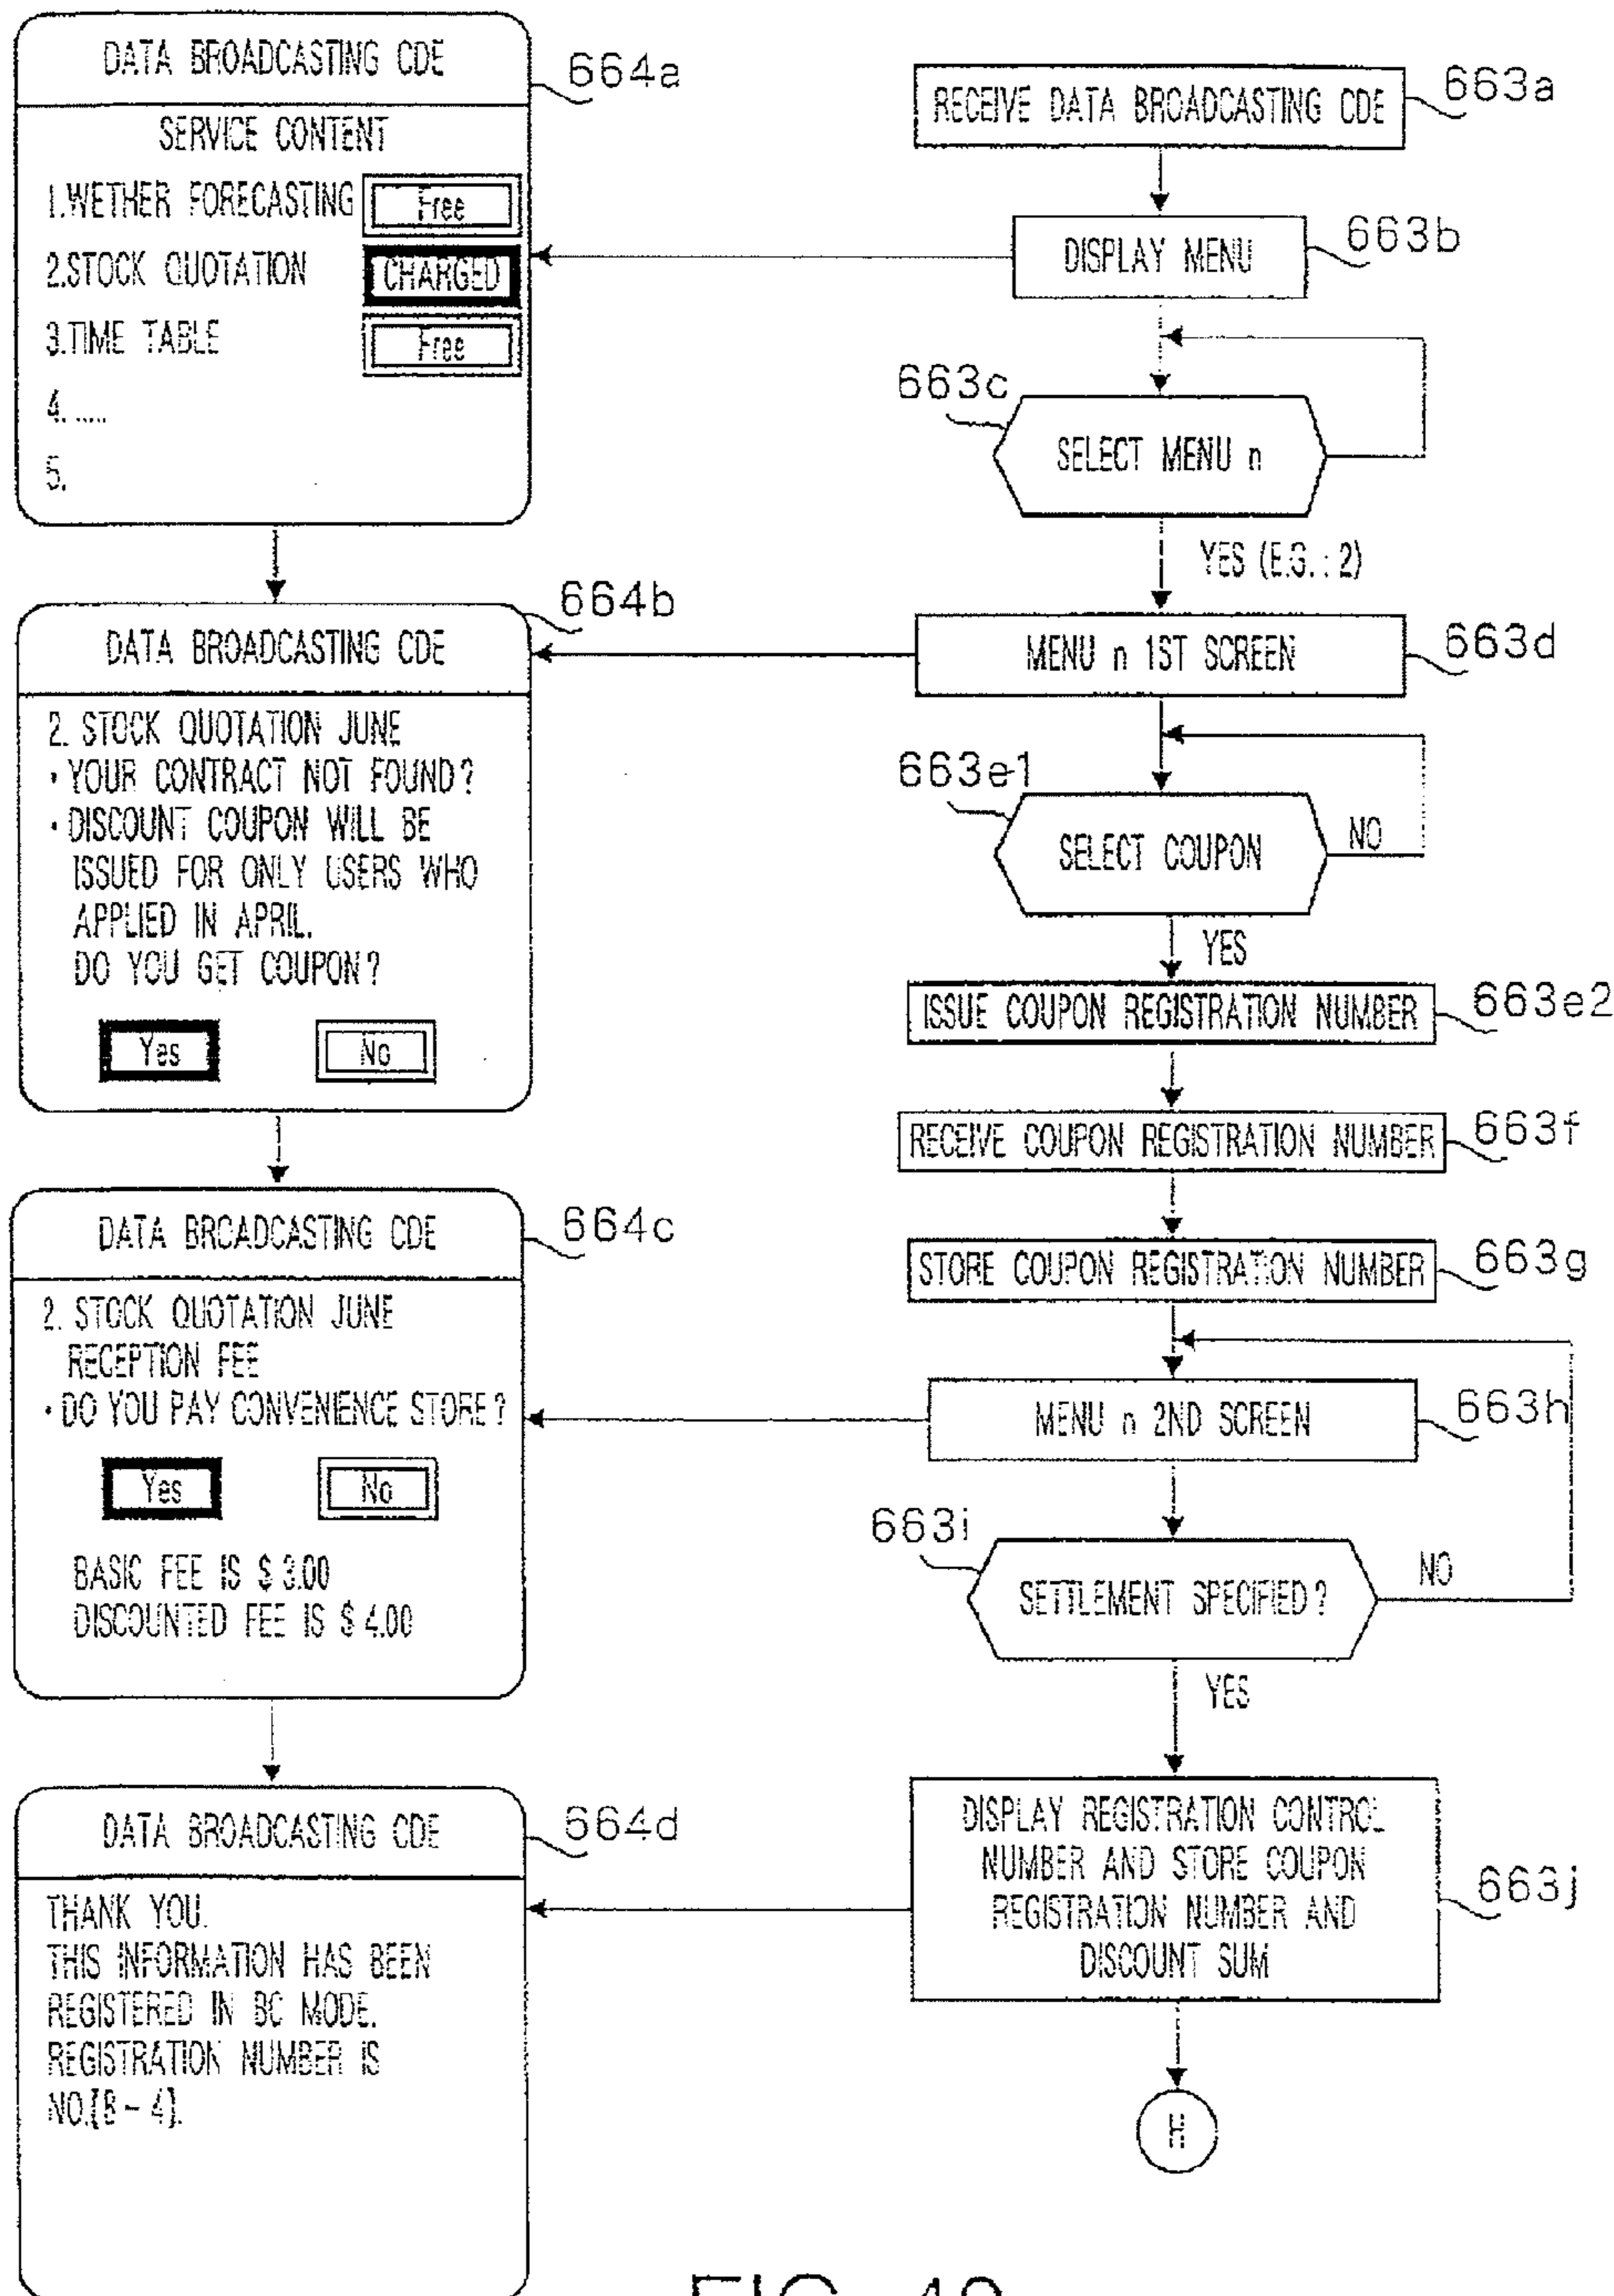 DATA BROADCASTING CDE
664a
SERVICE CONTENT
1.WETHER FORECASTING Free
2.STOCK QUOTATION CHARGED
3.TIME TABLE Free
4. .....
5.
DATA BROADCASTING CDE
664b
2. STOCK QUOTATION JUNE
• YOUR CONTRACT NOT FOUND?
• DISCOUNT COUPON WILL BE
ISSUED FOR ONLY USERS WHO
APPLIED IN APRIL.
DO YOU GET COUPON?
Yes No
DATA BROADCASTING CDE
664c
2. STOCK QUOTATION JUNE
RECEPTION FEE
• DO YOU PAY CONVENIENCE STORE?
Yes No
BASIC FEE IS $ 3.00
DISCOUNTED FEE IS $ 4.00
DATA BROADCASTING CDE
664d
THANK YOU.
THIS INFORMATION HAS BEEN
REGISTERED IN BC MODE.
REGISTRATION NUMBER IS
NO.[B - 4].
RECEIVE DATA BROADCASTING CDE
663a
DISPLAY MENU
663b
663c
SELECT MENU n
YES (E.G. : 2)
MENU n 1ST SCREEN
663d
663e1
SELECT COUPON
NO
YES
ISSUE COUPON REGISTRATION NUMBER
663e2
RECEIVE COUPON REGISTRATION NUMBER
663f
STORE COUPON REGISTRATION NUMBER
663g
MENU n 2ND SCREEN
663h
663i
SETTLEMENT SPECIFIED?
NO
YES
DISPLAY REGISTRATION CONTROL
NUMBER AND STORE COUPON
REGISTRATION NUMBER AND
DISCOUNT SUM
663j
H
FIG.